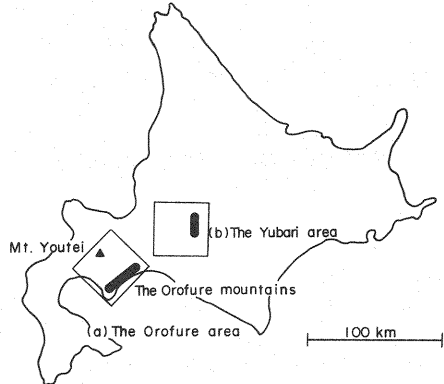 (b)The Yubari area
Mt. Youtei
The Orofure mountains
(a)The Orofure area
100 km